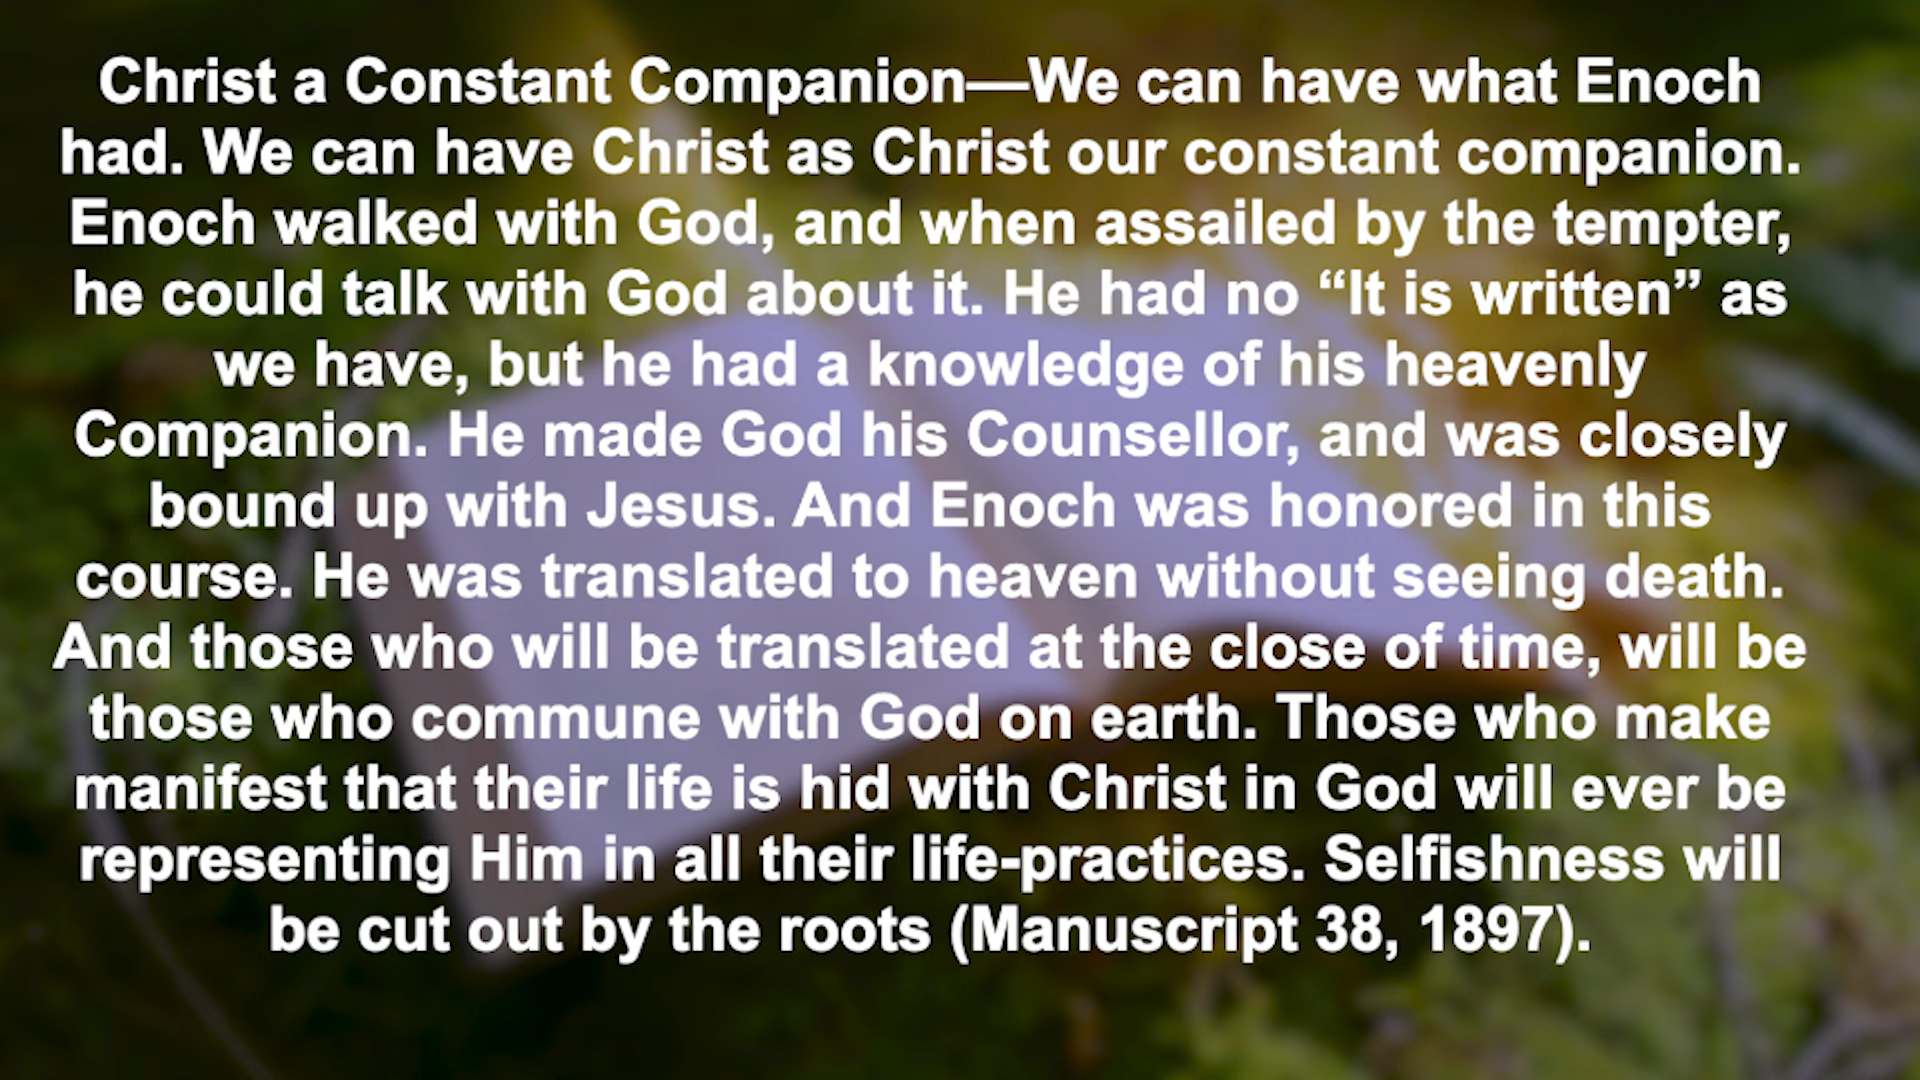 Christ a Constant Companion—We can have what Enoch
had. We can have Christ as Christ our constant companion.
Enoch walked with God, and when assailed by the tempter,
he could talk with God about it. He had no “It is written” as
we have, but he had a knowledge of his heavenly
Companion. He made God his Counsellor, and was closely
bound up with Jesus. And Enoch was honored in this
course. He was translated to heaven without seeing death.
And those who will be translated at the close of time, will be
those who commune with God on earth. Those who make
manifest that their life is hid with Christ in God will ever be
representing Him in all their life-practices. Selfishness will
be cut out by the roots (Manuscript 38, 1897).